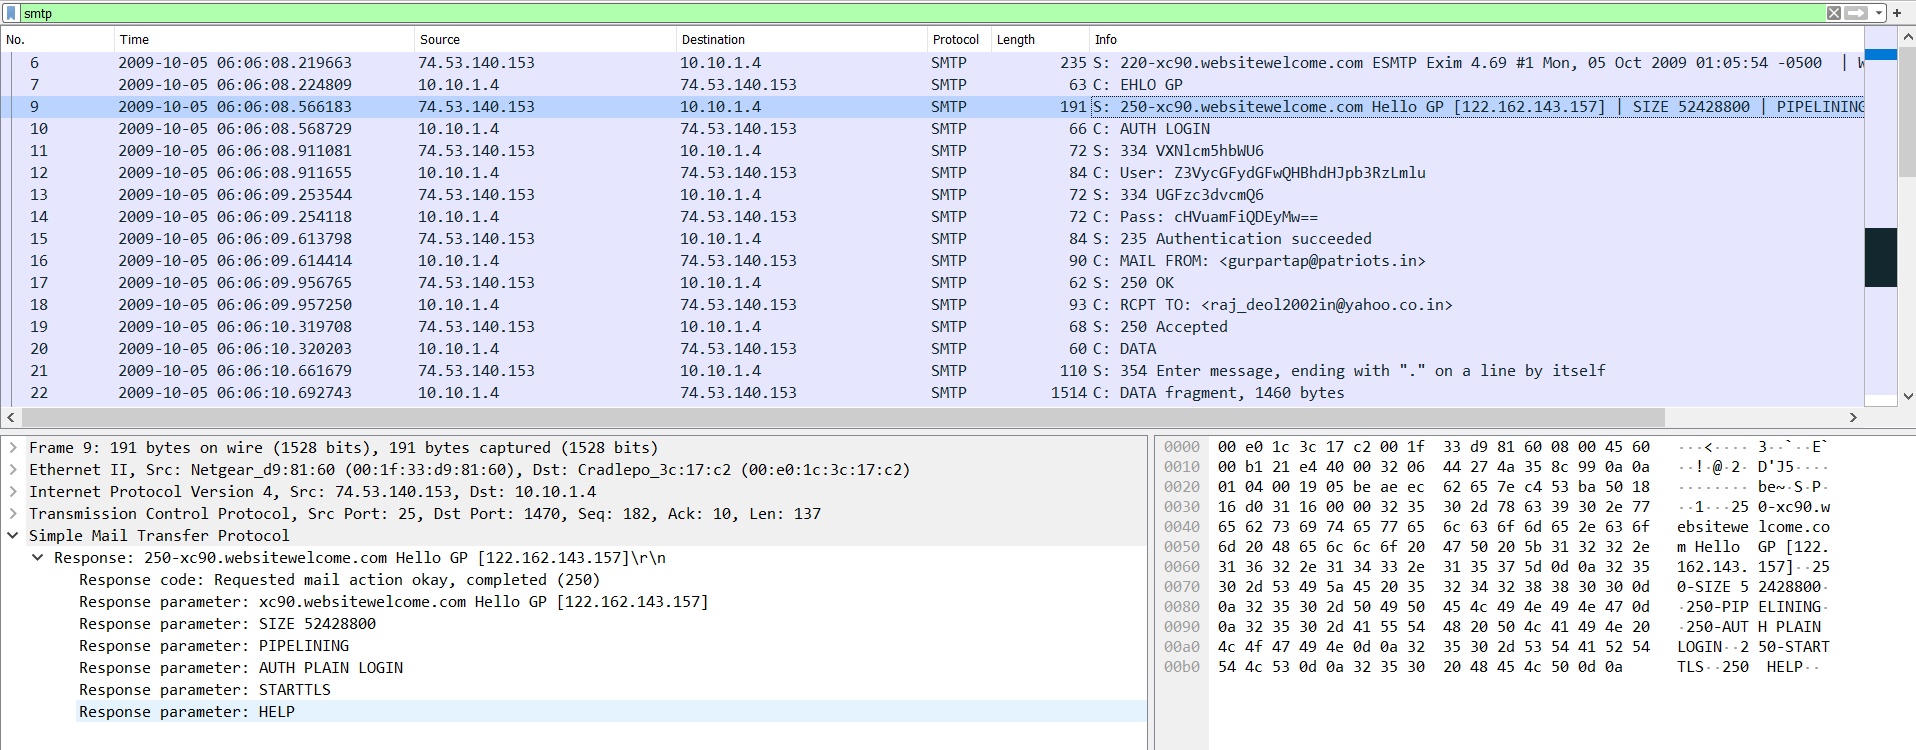 smtp
No. Time Source Destination Protocol Length Info
6 2009-10-05 06:06:08.219663 74.53.140.153 10.10.1.4 SMTP 235 S: 220-xc90.websitewelcome.com ESMTP Exim 4.69 #1 Mon, 05 Oct 2009 01:05:54 -0500 | W
7 2009-10-05 06:06:08.224809 10.10.1.4 74.53.140.153 SMTP 63 C: EHLO GP
9 2009-10-05 06:06:08.566183 74.53.140.153 10.10.1.4 SMTP 191 S: 250-xc90.websitewelcome.com Hello GP [122.162.143.157] | SIZE 52428800 | PIPELINING
10 2009-10-05 06:06:08.568729 10.10.1.4 74.53.140.153 SMTP 66 C: AUTH LOGIN
11 2009-10-05 06:06:08.911081 74.53.140.153 10.10.1.4 SMTP 72 S: 334 VXNlcm5hbWU6
12 2009-10-05 06:06:08.911655 10.10.1.4 74.53.140.153 SMTP 84 C: User: Z3VycGFydGFwQHBhdHJpb3RzLmlu
13 2009-10-05 06:06:09.253544 74.53.140.153 10.10.1.4 SMTP 72 S: 334 UGFzc3dvcmQ6
14 2009-10-05 06:06:09.254118 10.10.1.4 74.53.140.153 SMTP 72 C: Pass: cHVuamFiQDEyMw==
15 2009-10-05 06:06:09.613798 74.53.140.153 10.10.1.4 SMTP 84 S: 235 Authentication succeeded
16 2009-10-05 06:06:09.614414 10.10.1.4 74.53.140.153 SMTP 90 C: MAIL FROM: <gurpartap@patriots.in>
17 2009-10-05 06:06:09.956765 74.53.140.153 10.10.1.4 SMTP 62 S: 250 OK
18 2009-10-05 06:06:09.957250 10.10.1.4 74.53.140.153 SMTP 93 C: RCPT TO: <raj_deol2002in@yahoo.co.in>
19 2009-10-05 06:06:10.319708 74.53.140.153 10.10.1.4 SMTP 68 S: 250 Accepted
20 2009-10-05 06:06:10.320203 10.10.1.4 74.53.140.153 SMTP 60 C: DATA
21 2009-10-05 06:06:10.661679 74.53.140.153 10.10.1.4 SMTP 110 S: 354 Enter message, ending with "." on a line by itself
22 2009-10-05 06:06:10.692743 10.10.1.4 74.53.140.153 SMTP 1514 C: DATA fragment, 1460 bytes
Frame 9: 191 bytes on wire (1528 bits), 191 bytes captured (1528 bits)
Ethernet II, Src: Netgear_d9:81:60 (00:1f:33:d9:81:60), Dst: Cradlepo_3c:17:c2 (00:e0:1c:3c:17:c2)
Internet Protocol Version 4, Src: 74.53.140.153, Dst: 10.10.1.4
Transmission Control Protocol, Src Port: 25, Dst Port: 1470, Seq: 182, Ack: 10, Len: 137
Simple Mail Transfer Protocol
Response: 250-xc90.websitewelcome.com Hello GP [122.162.143.157]\r\n
Response code: Requested mail action okay, completed (250)
Response parameter: xc90.websitewelcome.com Hello GP [122.162.143.157]
Response parameter: SIZE 52428800
Response parameter: PIPELINING
Response parameter: AUTH PLAIN LOGIN
Response parameter: STARTTLS
Response parameter: HELP
0000 00 e0 1c 3c 17 c2 00 1f 33 d9 81 60 08 00 45 60 ···<···· 3··`··E`
0010 00 b1 21 e4 40 00 32 06 44 27 4a 35 8c 99 0a 0a ··!·@·2· D'J5····
0020 01 04 00 19 05 be ae ec 62 65 7e c4 53 ba 50 18 ········ be~·S·P·
0030 16 d0 31 16 00 00 32 35 30 2d 78 63 39 30 2e 77 ··1···25 0-xc90.w
0040 65 62 73 69 74 65 77 65 6c 63 6f 6d 65 2e 63 6f ebsitewe lcome.co
0050 6d 20 48 65 6c 6c 6f 20 47 50 20 5b 31 32 32 2e m Hello GP [122.
0060 31 36 32 2e 31 34 33 2e 31 35 37 5d 0d 0a 32 35 162.143. 157]··25
0070 30 2d 53 49 5a 45 20 35 32 34 32 38 38 30 30 0d 0-SIZE 5 2428800·
0080 0a 32 35 30 2d 50 49 50 45 4c 49 4e 49 4e 47 0d ·250-PIP ELINING·
0090 0a 32 35 30 2d 41 55 54 48 20 50 4c 41 49 4e 20 ·250-AUT H PLAIN
00a0 4c 4f 47 49 4e 0d 0a 32 35 30 2d 53 54 41 52 54 LOGIN··2 50-START
00b0 54 4c 53 0d 0a 32 35 30 20 48 45 4c 50 0d 0a TLS··250 HELP··